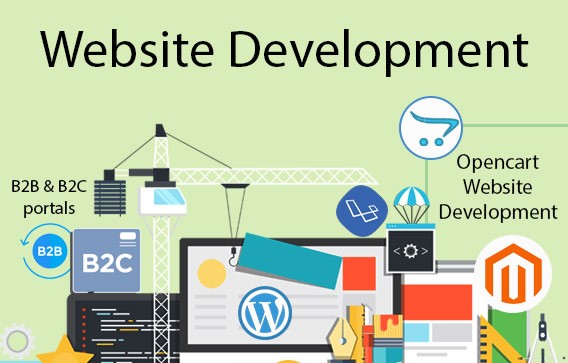 Website Development
B2B & B2C
portals
B2B
B2C
Opencart
Website
Development